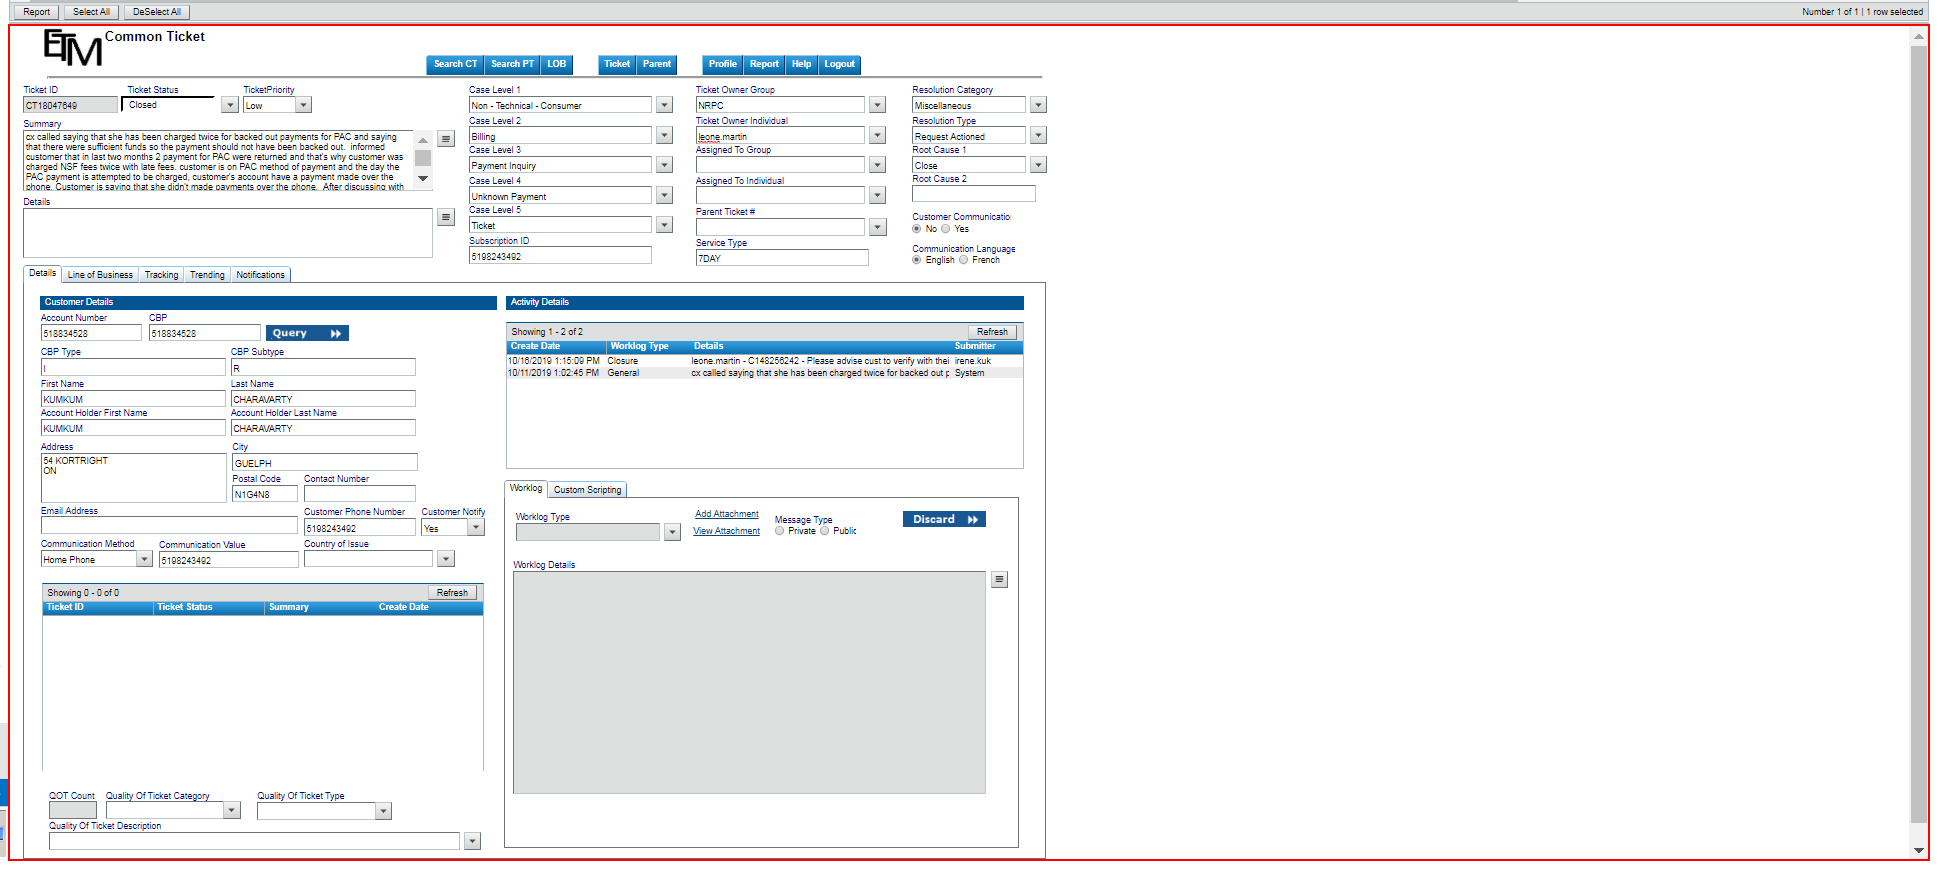 Report Select All DeSelect All Number 1 of 1 | 1 row selected
ETM Common Ticket
Search CT Search PT LOB Ticket Parent Profile Report Help Logout
Ticket ID Ticket Status TicketPriority
CT18047649 Closed Low
Summary
cx called saying that she has been charged twice for backed out payments for PAC and saying
that there were sufficient funds so the payment should not have been backed out. informed
customer that in last two months 2 payment for PAC were returned and that's why customer was
charged NSF fees twice with late fees. customer is on PAC method of payment and the day the
PAC payment is attempted to be charged, customer's account have a payment made over the
phone. Customer is saying that she didn't made payments over the phone. After discussing with
Details
Case Level 1
Non - Technical - Consumer
Case Level 2
Billing
Case Level 3
Payment Inquiry
Case Level 4
Unknown Payment
Case Level 5
Ticket
Subscription ID
5198243492
Ticket Owner Group
NRPC
Ticket Owner Individual
leone.martin
Assigned To Group
Assigned To Individual
Parent Ticket #
Service Type
7DAY
Resolution Category
Miscellaneous
Resolution Type
Request Actioned
Root Cause 1
Close
Root Cause 2
Customer Communicatio
No Yes
Communication Language
English French
Details Line of Business Tracking Trending Notifications
Customer Details
Account Number CBP
518834528 518834528 Query
CBP Type CBP Subtype
I R
First Name Last Name
KUMKUM CHARAVARTY
Account Holder First Name Account Holder Last Name
KUMKUM CHARAVARTY
Address City
54 KORTRIGHT
ON
GUELPH
Postal Code Contact Number
N1G4N8
Email Address Customer Phone Number Customer Notify
5198243492 Yes
Communication Method Communication Value Country of Issue
Home Phone 5198243492
Showing 0 - 0 of 0 Refresh
Ticket ID Ticket Status Summary Create Date
QOT Count Quality Of Ticket Category Quality Of Ticket Type
Quality Of Ticket Description
Activity Details
Showing 1 - 2 of 2 Refresh
Create Date Worklog Type Details Submitter
10/16/2019 1:15:09 PM Closure leone.martin - C148256242 - Please advise cust to verify with thei irene.kuk
10/11/2019 1:02:45 PM General cx called saying that she has been charged twice for backed out p System
Worklog Custom Scripting
Worklog Type Add Attachment Message Type Discard
View Attachment Private Public
Worklog Details